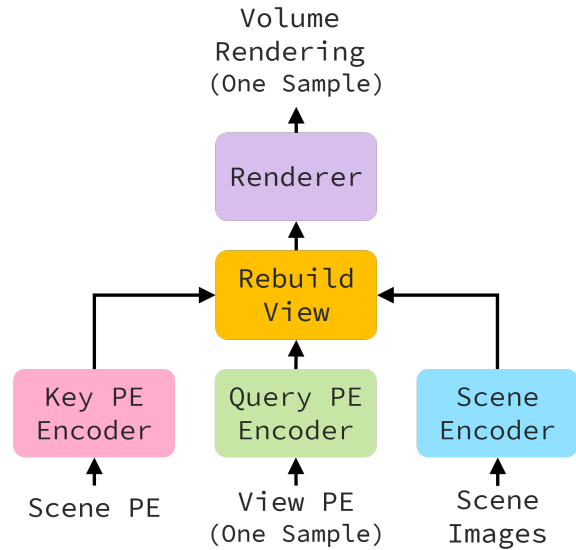 Volume
Rendering
(One Sample)
Renderer
Rebuild
View
Key PE
Encoder
Query PE
Encoder
Scene
Encoder
Scene PE
View PE
(One Sample)
Scene
Images